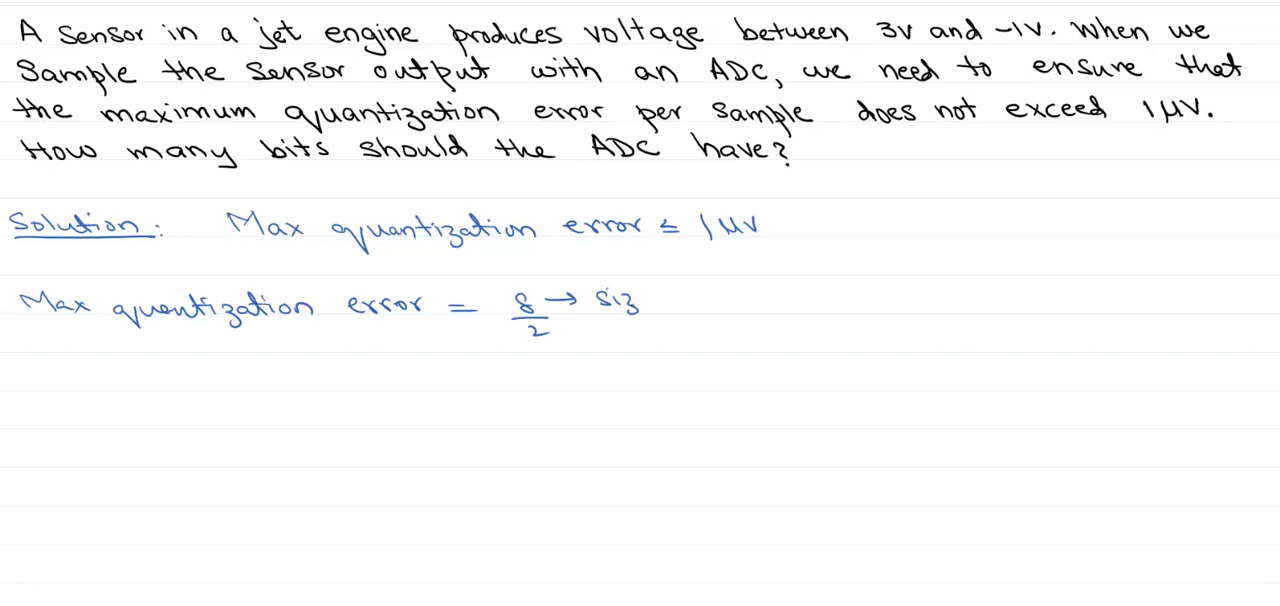 A sensor in a jet engine produces voltage between 3V and -1V. When we
sample the sensor output with an ADC, we need to ensure that
the maximum quantization error per sample does not exceed 1μV.
How many bits should the ADC have?
Solution: Max quantization error ≤ 1μV
Max quantization error = δ/2 → siz